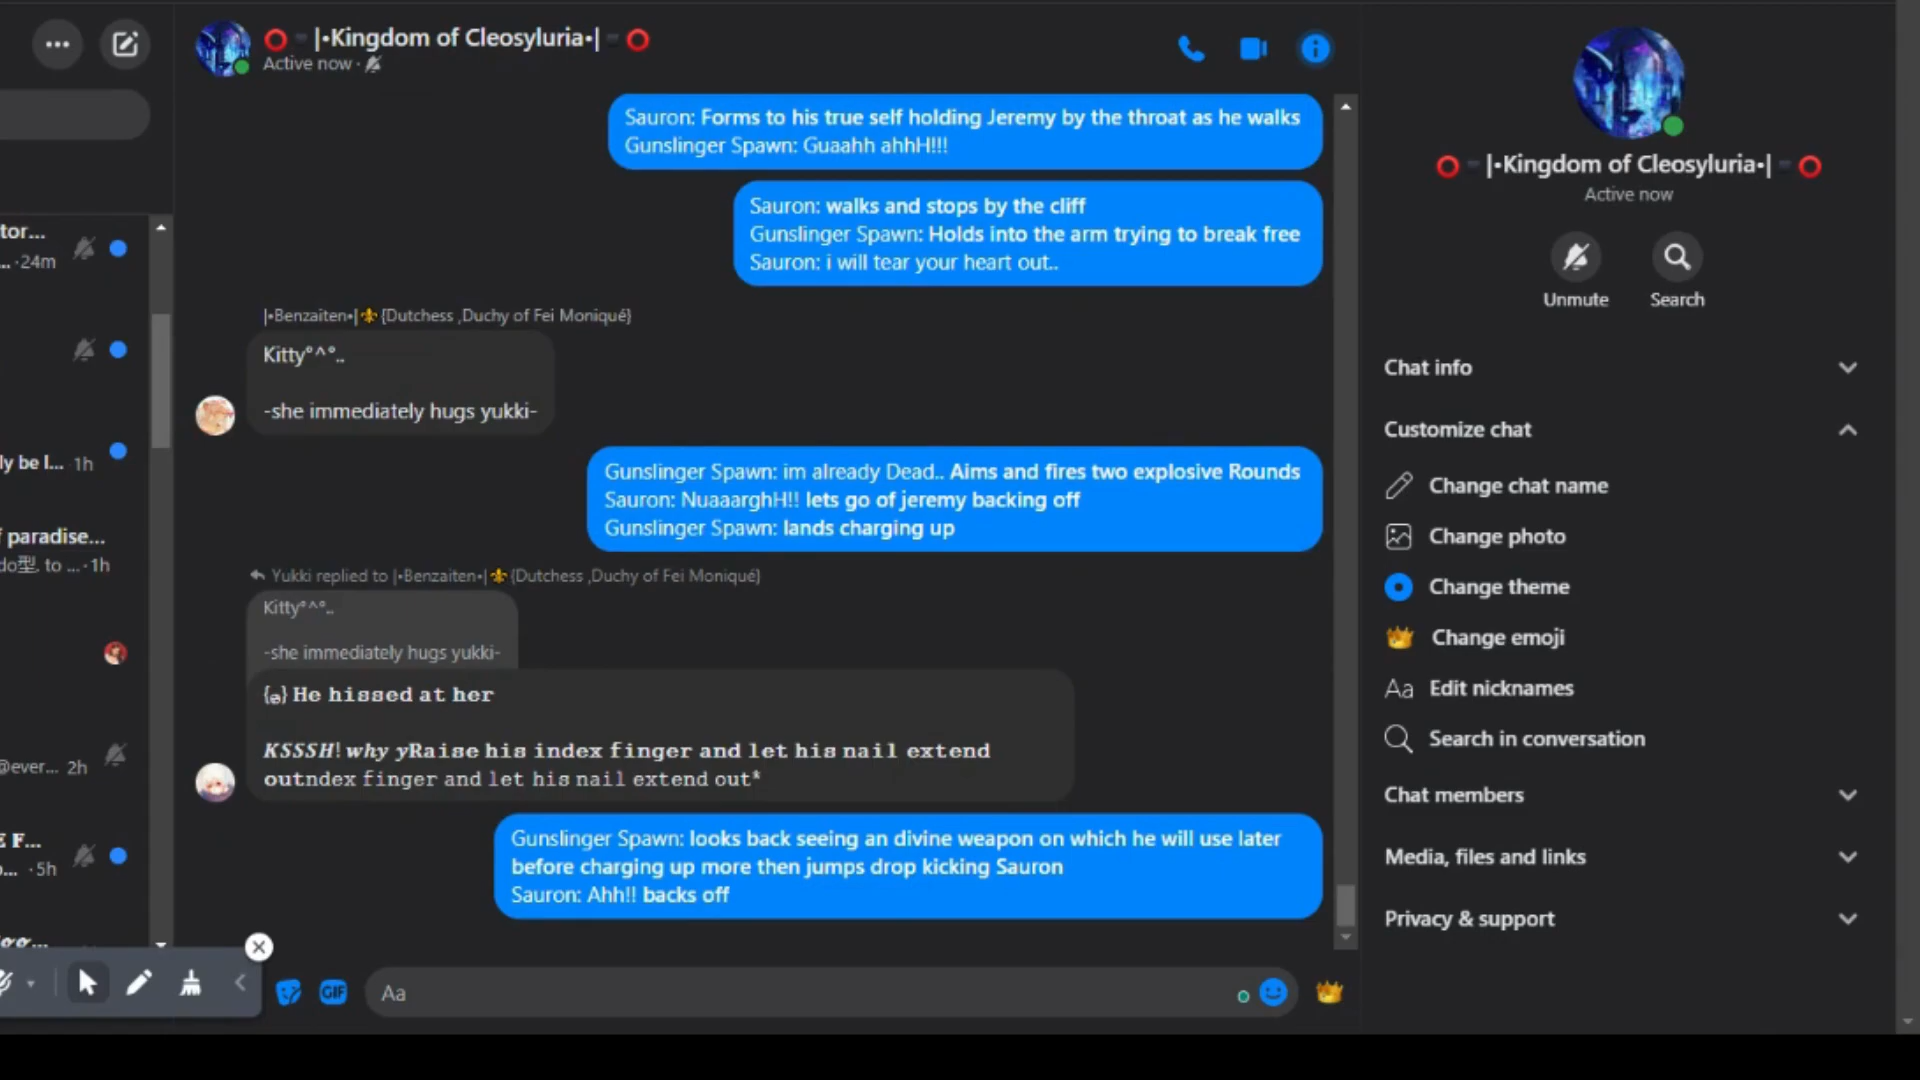 |•Kingdom of Cleosyluria•|
Active now ·
Sauron: Forms to his true self holding Jeremy by the throat as he walks
Gunslinger Spawn: Guaahh ahhH!!!
Sauron: walks and stops by the cliff
Gunslinger Spawn: Holds into the arm trying to break free
Sauron: i will tear your heart out..
|•Benzaiten•|⚜{Dutchess ,Duchy of Fei Moniqué}
Kitty°^°..
-she immediately hugs yukki-
Gunslinger Spawn: im already Dead.. Aims and fires two explosive Rounds
Sauron: NuaaarghH!! lets go of jeremy backing off
Gunslinger Spawn: lands charging up
Yukki replied to |•Benzaiten•|⚜{Dutchess ,Duchy of Fei Moniqué}
Kitty°^°..
-she immediately hugs yukki-
He hissed at her
KSSSH! why yRaise his index finger and let his nail extend
outndex finger and let his nail extend out*
Gunslinger Spawn: looks back seeing an divine weapon on which he will use later
before charging up more then jumps drop kicking Sauron
Sauron: Ahh!! backs off
GIF
Aa
tor...
... ·24m
ly be l... 1h
f paradise...
do型. to ... ·1h
@ever... 2h
E F...
... ·5h
|•Kingdom of Cleosyluria•|
Active now
Unmute
Search
Chat info
Customize chat
Change chat name
Change photo
Change theme
Change emoji
Aa Edit nicknames
Search in conversation
Chat members
Media, files and links
Privacy & support